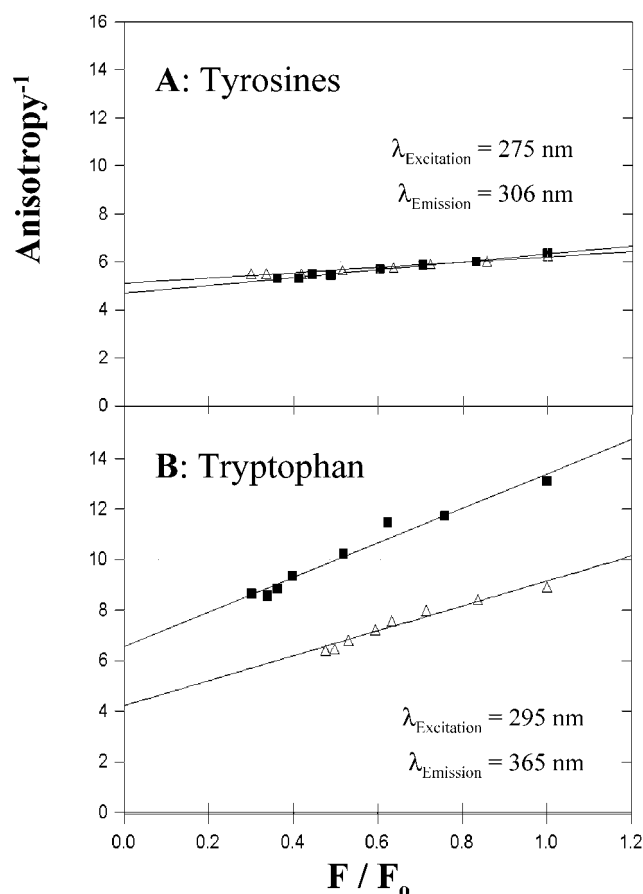 Anisotropy-1
16
14
12
10
8
6
4
2
0
A: Tyrosines
λExcitation = 275 nm
λEmission = 306 nm
14
12
10
8
6
4
2
0
B: Tryptophan
λExcitation = 295 nm
λEmission = 365 nm
0.0 0.2 0.4 0.6 0.8 1.0 1.2
F / Fo